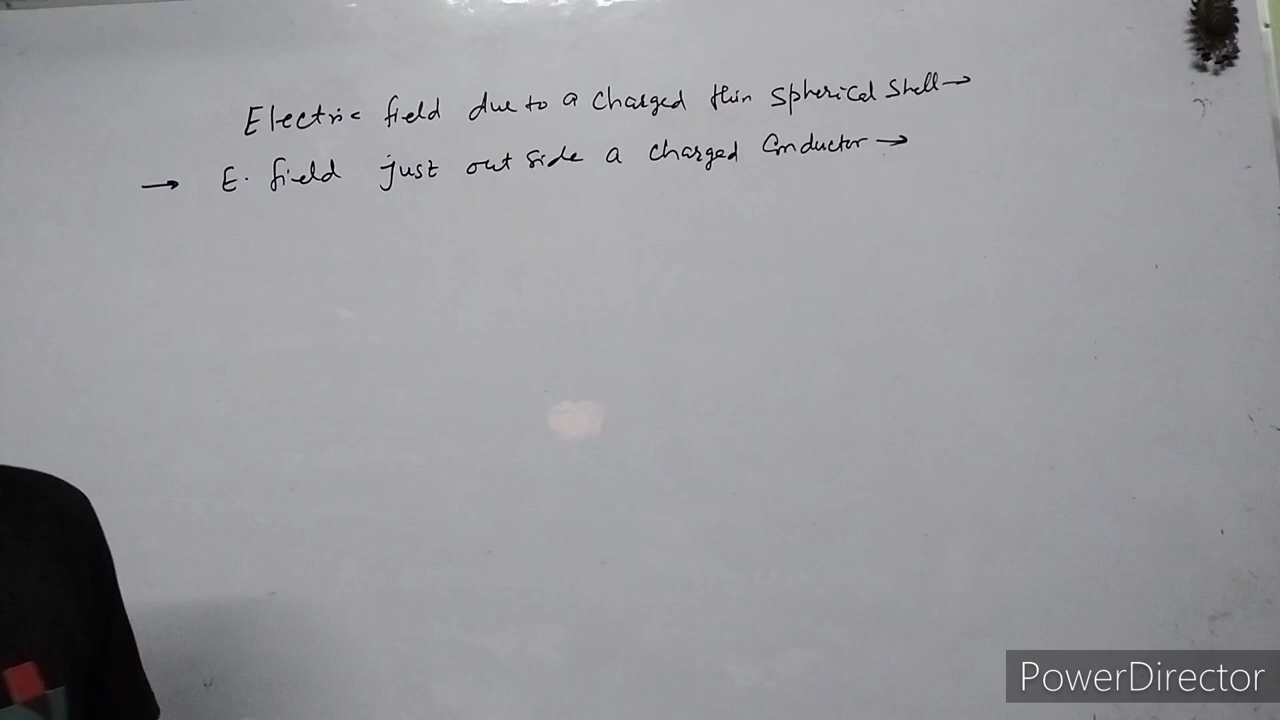 Electric field due to a charged thin spherical shell →
→ E. field just out side a charged Conductor →
PowerDirector